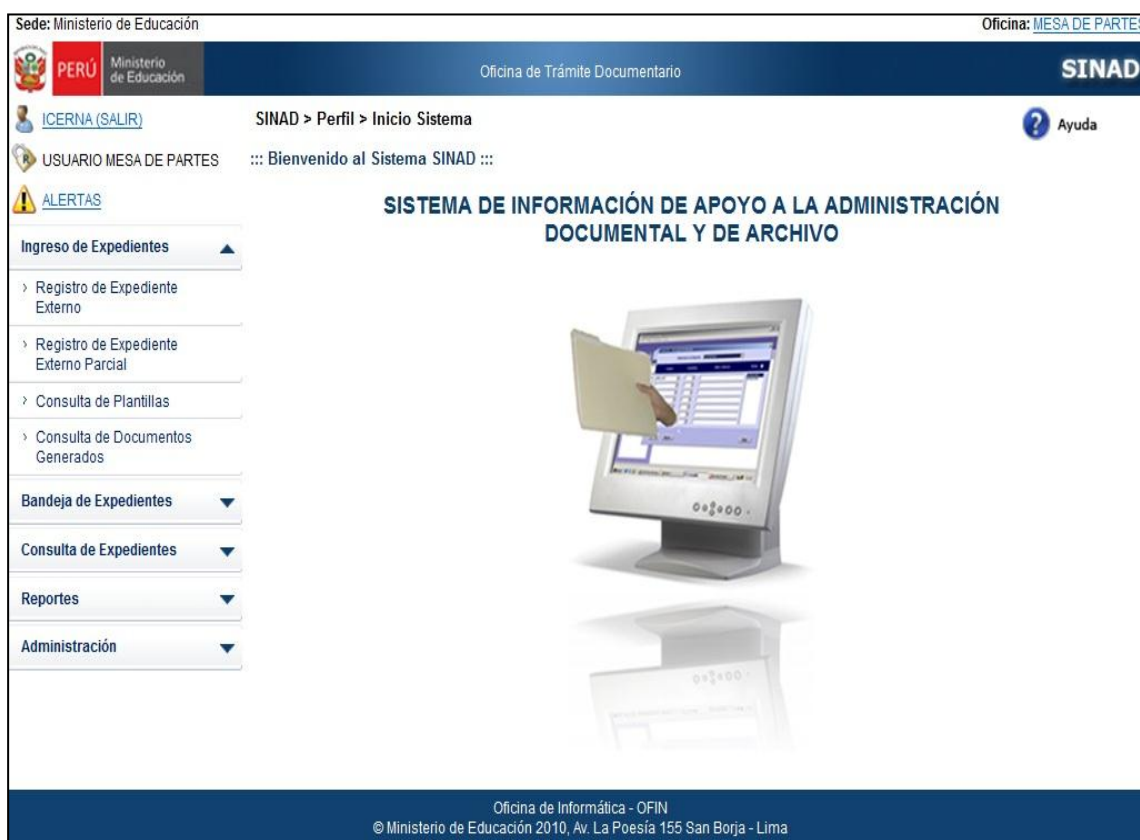 Sede: Ministerio de Educación
Oficina: MESA DE PARTES
PERÚ
Ministerio
de Educación
Oficina de Trámite Documentario
SINAD
ICERNA (SALIR)
SINAD > Perfil > Inicio Sistema
Ayuda
USUARIO MESA DE PARTES
::: Bienvenido al Sistema SINAD :::
ALERTAS
SISTEMA DE INFORMACIÓN DE APOYO A LA ADMINISTRACIÓN
DOCUMENTAL Y DE ARCHIVO
Ingreso de Expedientes
› Registro de Expediente
Externo
› Registro de Expediente
Externo Parcial
› Consulta de Plantillas
› Consulta de Documentos
Generados
Bandeja de Expedientes
Consulta de Expedientes
Reportes
Administración
Oficina de Informática - OFIN
© Ministerio de Educación 2010, Av. La Poesía 155 San Borja - Lima